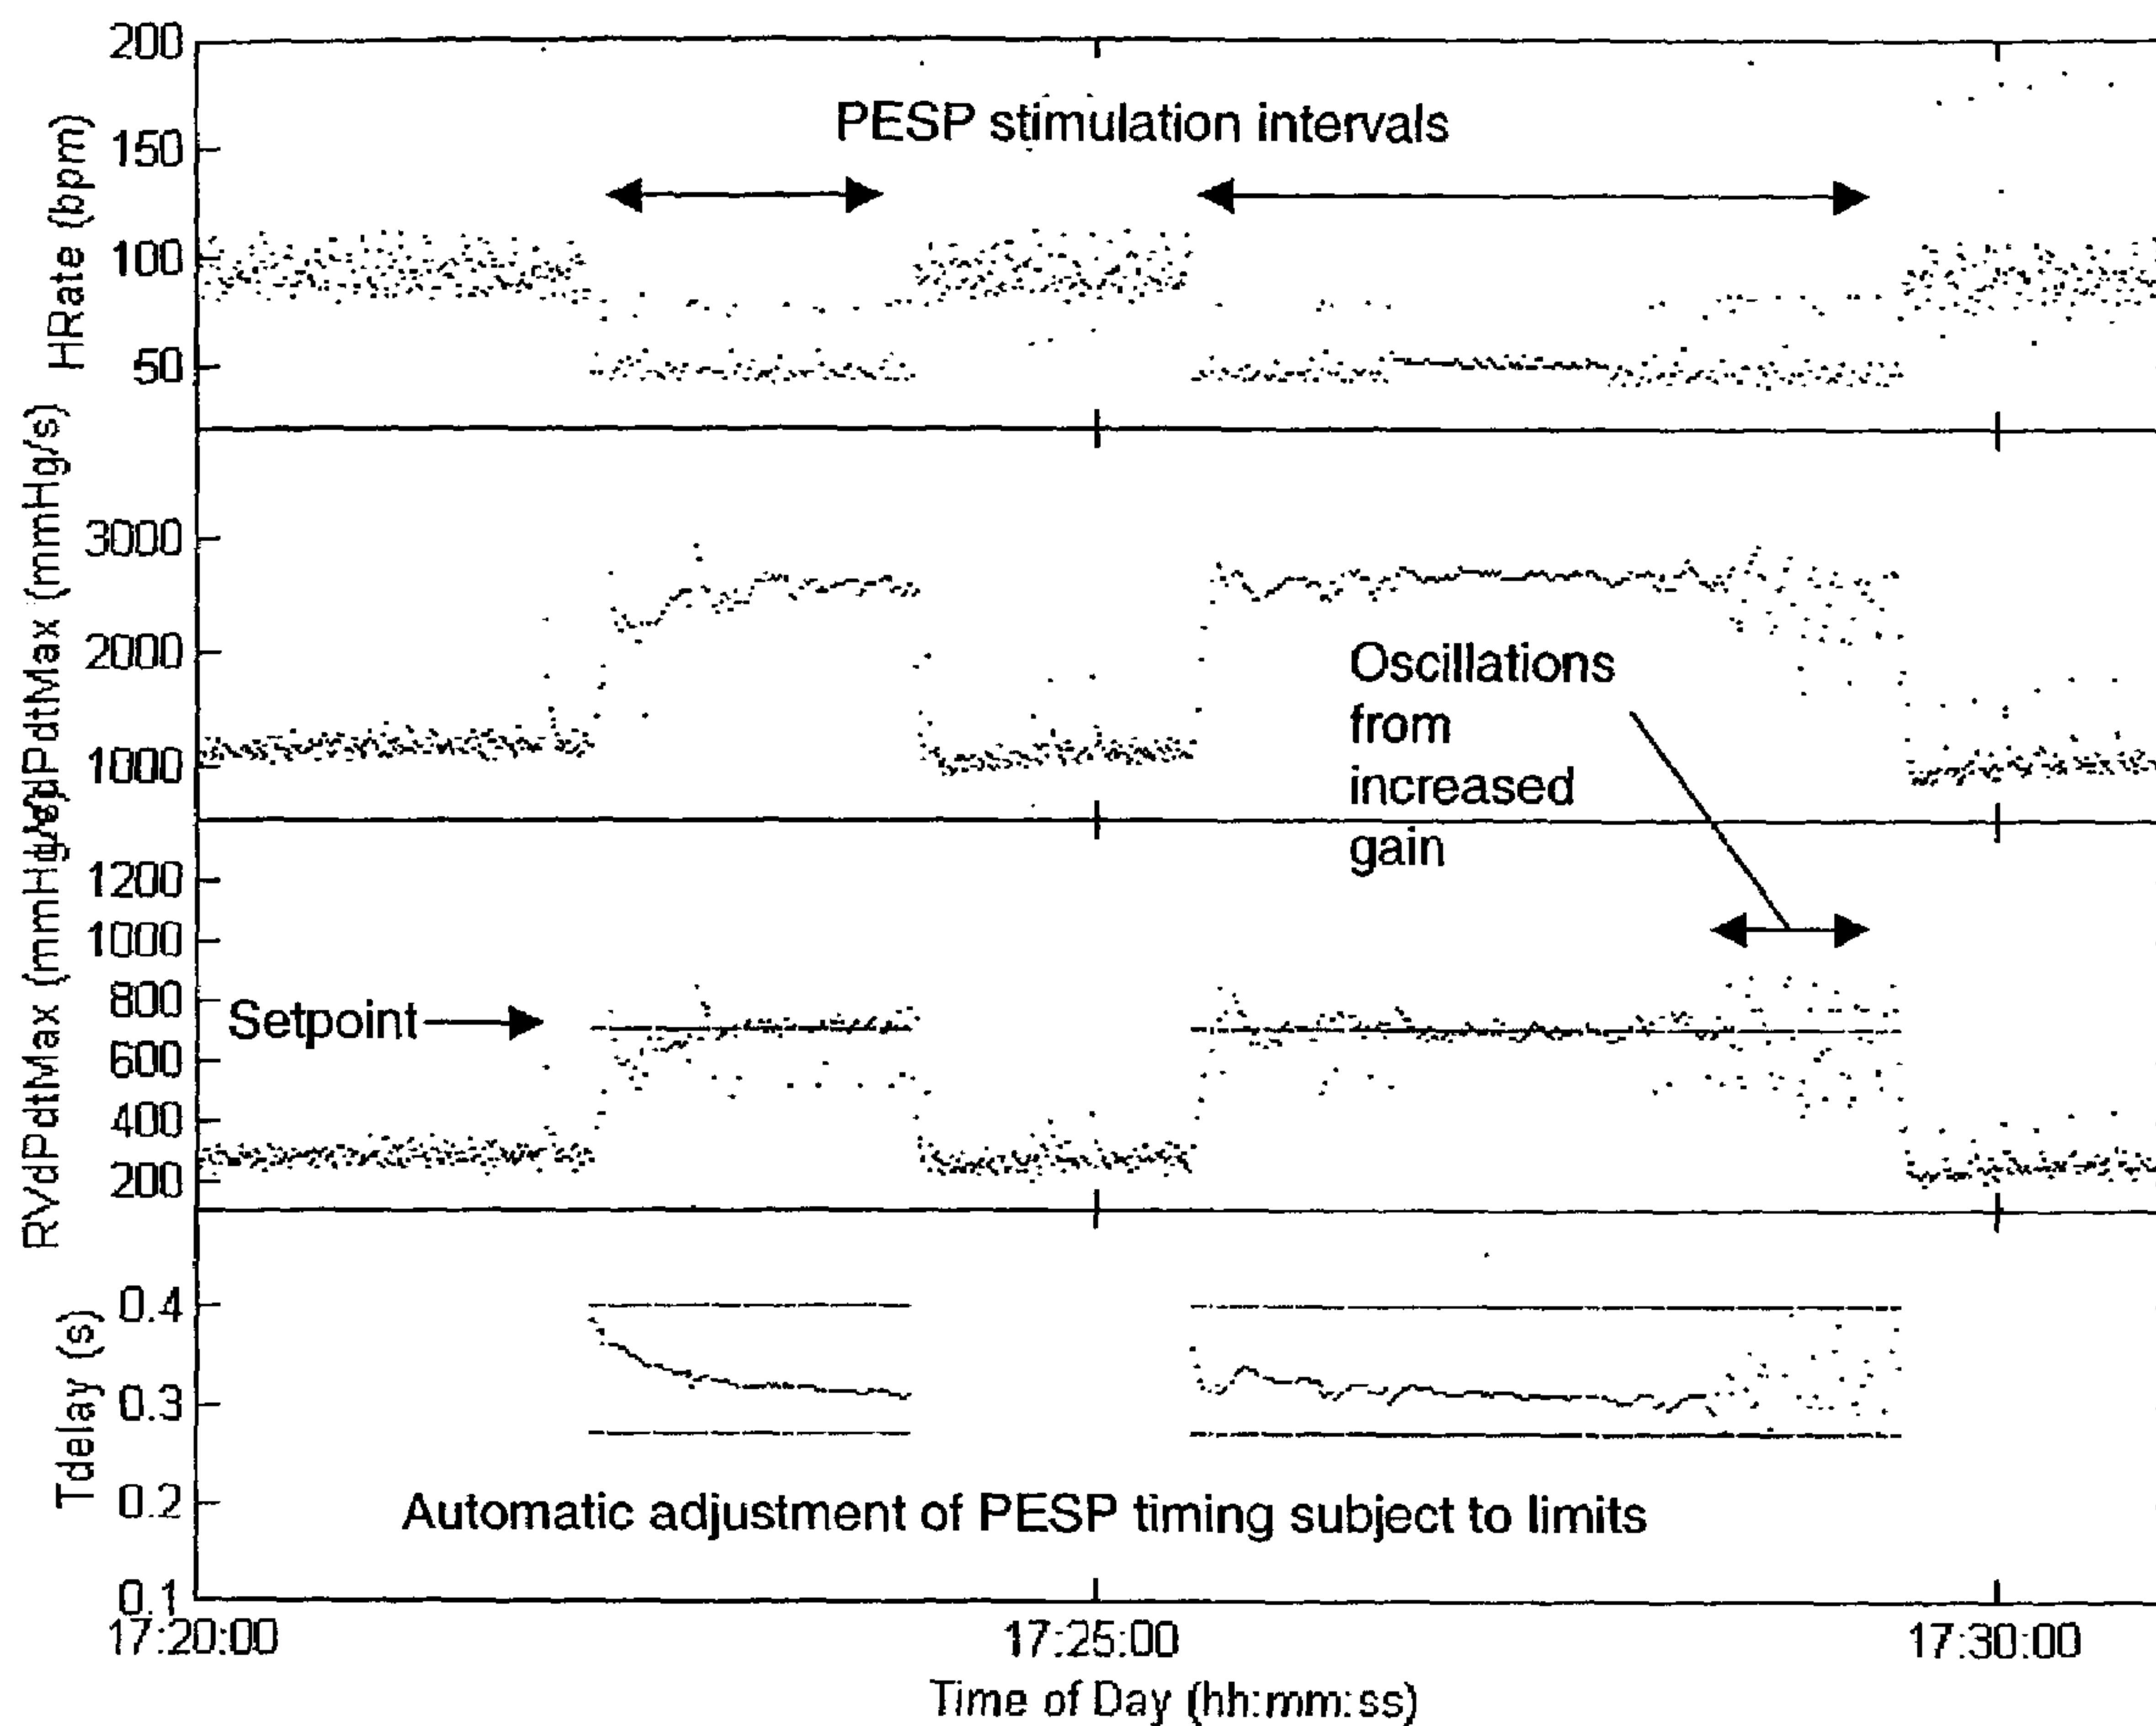 200
150
100
50
HRate (bpm)
PESP stimulation intervals
3000
2000
1000
dPdtMax (mmHg/s)
Oscillations
from
increased
gain
1200
1000
800
600
400
200
RVdPdtMax (mmHg/s)
Setpoint
0.4
0.3
0.2
0.1
Tdelay (s)
Automatic adjustment of PESP timing subject to limits
17:20:00
17:25:00
17:30:00
Time of Day (hh:mm:ss)